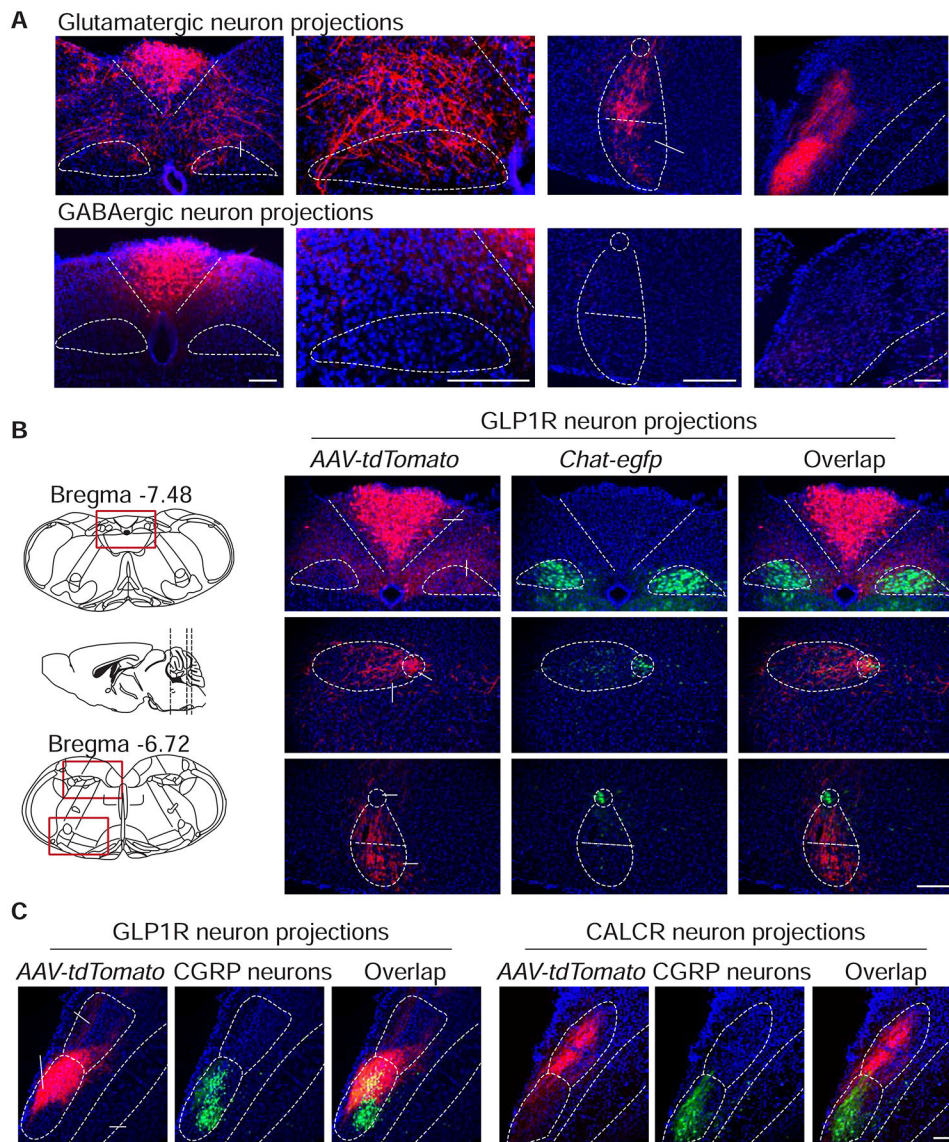 A
Glutamatergic neuron projections
GABAergic neuron projections
B
GLP1R neuron projections
AAV-tdTomato Chat-egfp Overlap
Bregma -7.48
Bregma -6.72
C
GLP1R neuron projections CALCR neuron projections
AAV-tdTomato CGRP neurons Overlap AAV-tdTomato CGRP neurons Overlap